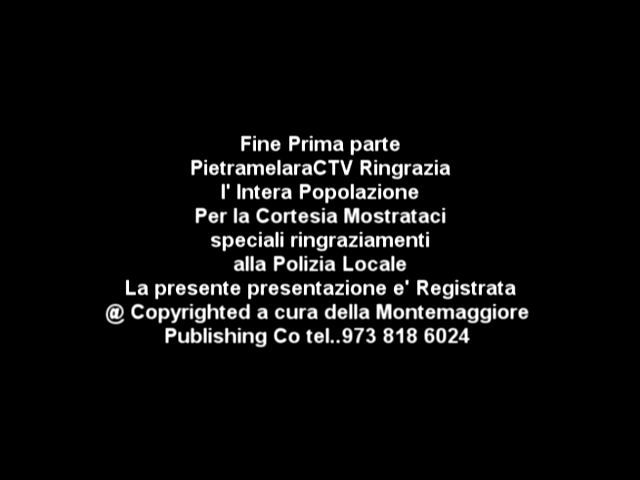 Fine Prima parte
PietramelaraCTV Ringrazia
l' Intera Popolazione
Per la Cortesia Mostrataci
speciali ringraziamenti
alla Polizia Locale
La presente presentazione e' Registrata
@ Copyrighted a cura della Montemaggiore
Publishing Co tel..973 818 6024